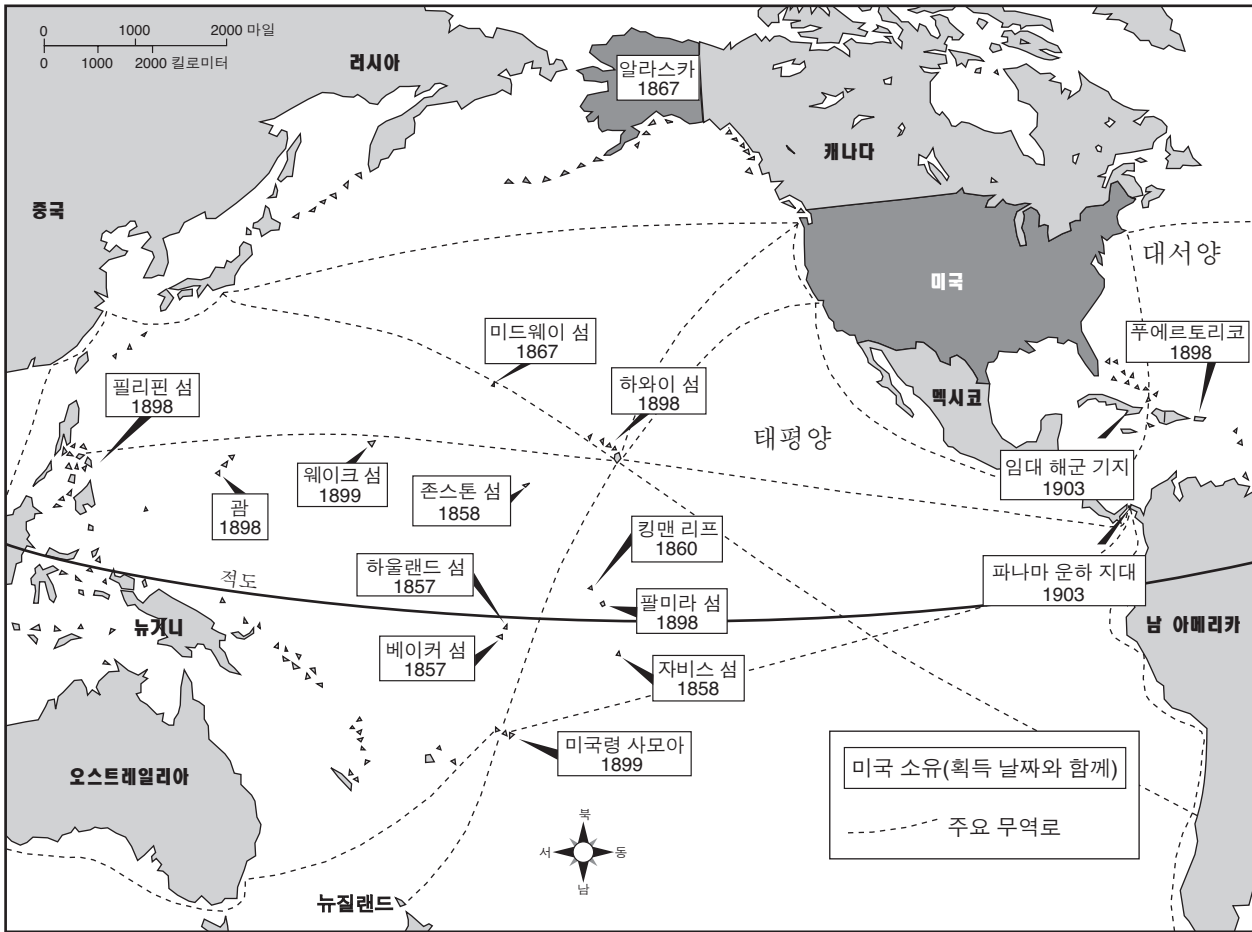 0 1000 2000 마일
0 1000 2000 킬로미터
러시아
알라스카
1867
캐나다
중국
대서양
미국
푸에르토리코
1898
미드웨이 섬
1867
필리핀 섬
1898
하와이 섬
1898
멕시코
태평양
웨이크 섬
1899
괌
1898
존스톤 섬
1858
임대 해군 기지
1903
킹맨 리프
1860
하울랜드 섬
1857
적도
파나마 운하 지대
1903
팔미라 섬
1898
뉴거니
남 아메리카
베이커 섬
1857
자비스 섬
1858
미국령 사모아
1899
오스트레일리아
미국 소유(획득 날짜와 함께)
주요 무역로
북
서
동
남
뉴질랜드